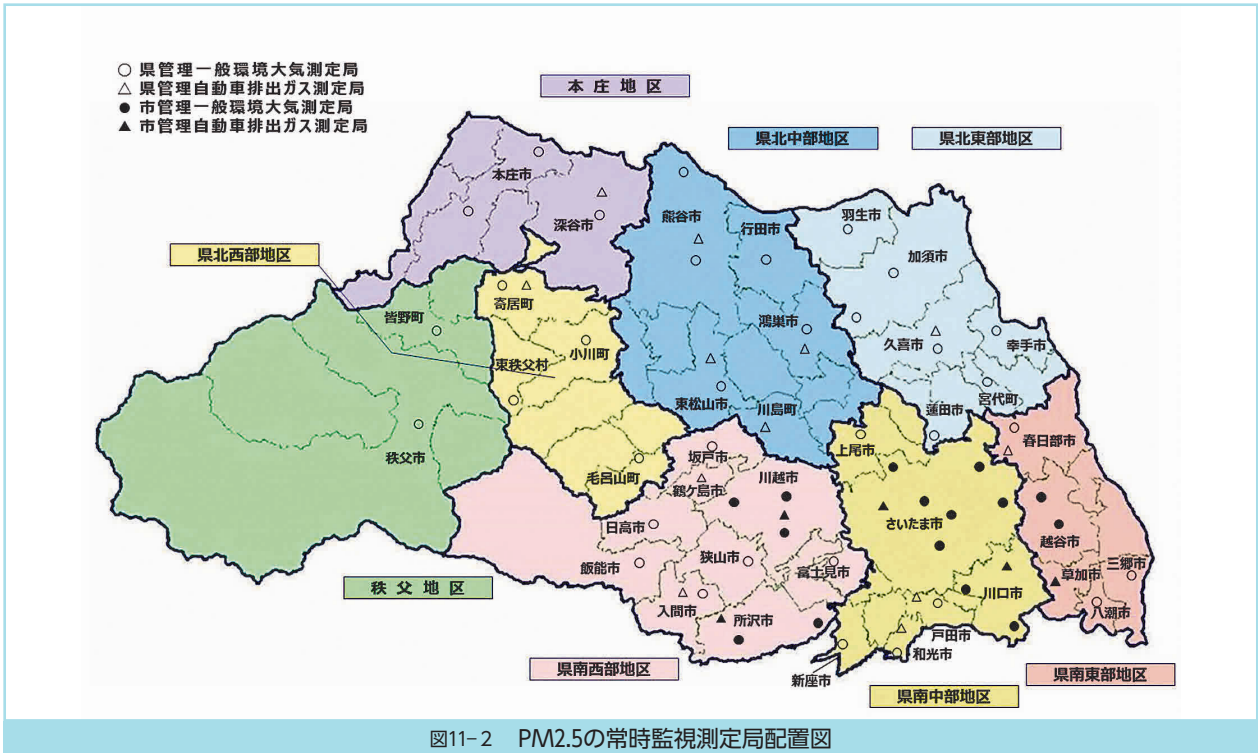 ○ 県管理一般環境大気測定局
△ 県管理自動車排出ガス測定局
● 市管理一般環境大気測定局
▲ 市管理自動車排出ガス測定局
本庄地区
県北中部地区
県北東部地区
県北西部地区
本庄市
深谷市
熊谷市
行田市
羽生市
加須市
寄居町
皆野町
小川町
東秩父村
鴻巣市
久喜市
幸手市
宮代町
東松山市
川島町
蓮田市
秩父市
毛呂山町
坂戸市
鶴ケ島市
川越市
上尾市
春日部市
さいたま市
日高市
飯能市
狭山市
富士見市
越谷市
三郷市
草加市
八潮市
川口市
入間市
所沢市
戸田市
和光市
新座市
秩父地区
県南西部地区
県南中部地区
県南東部地区
図11-2 PM2.5の常時監視測定局配置図